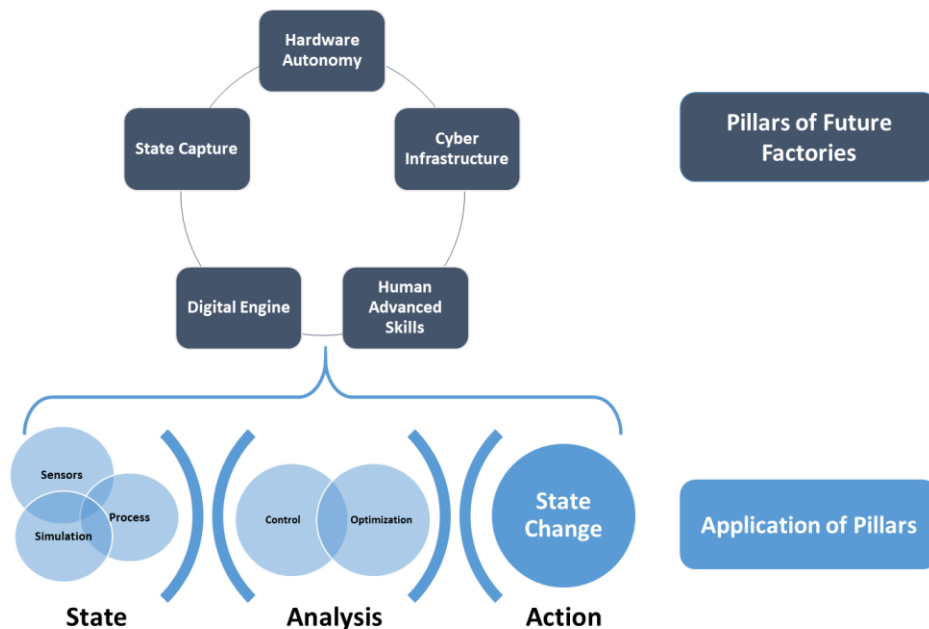 Hardware
Autonomy
State Capture
Cyber
Infrastructure
Pillars of Future
Factories
Digital Engine
Human
Advanced
Skills
Sensors
Process
Simulation
Control
Optimization
State
Change
Application of Pillars
State
Analysis
Action